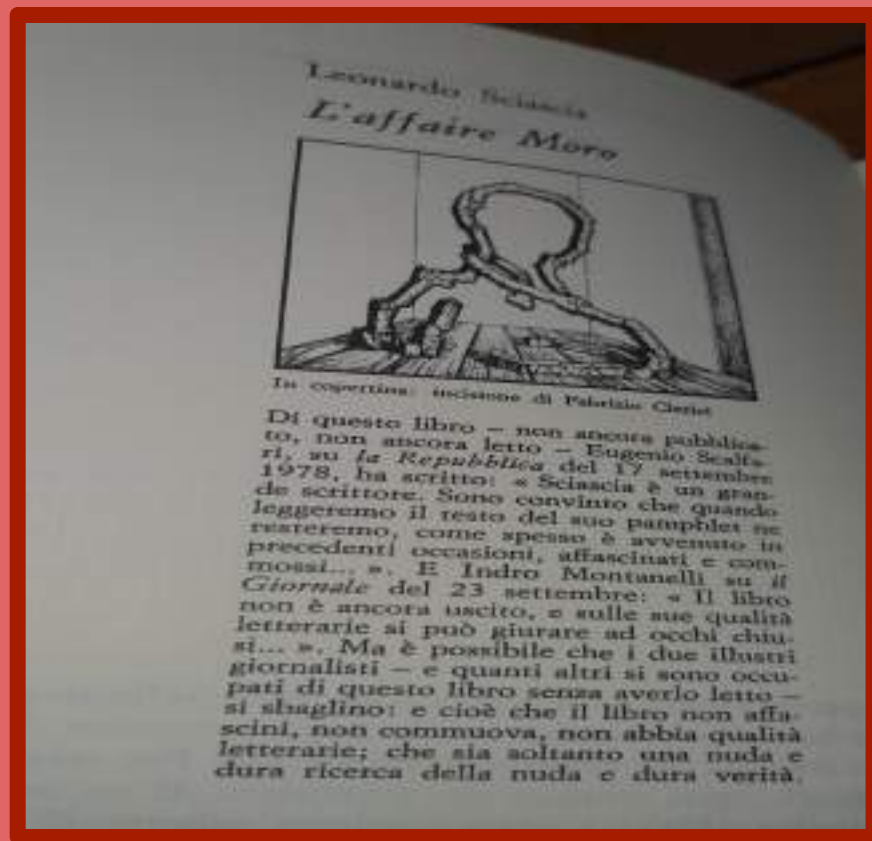 Leonardo Sciascia
L'affaire Moro
In copertina: incisione di Fabrizio Clerici
Di questo libro – non ancora pubblica-
to, non ancora letto – Eugenio Scalfa-
ri, su la Repubblica del 17 settembre
1978, ha scritto: « Sciascia è un gran-
de scrittore. Sono convinto che quando
leggeremo il testo del suo pamphlet ne
resteremo, come spesso è avvenuto in
precedenti occasioni, affascinati e com-
mossi... ». E Indro Montanelli su il
Giornale del 23 settembre: « Il libro
non è ancora uscito, e sulle sue qualità
letterarie si può giurare ad occhi chiu-
si... ». Ma è possibile che i due illustri
giornalisti – e quanti altri si sono occu-
pati di questo libro senza averlo letto –
si sbaglino: e cioè che il libro non affa-
scini, non commuova, non abbia qualità
letterarie; che sia soltanto una nuda e
dura ricerca della nuda e dura verità.